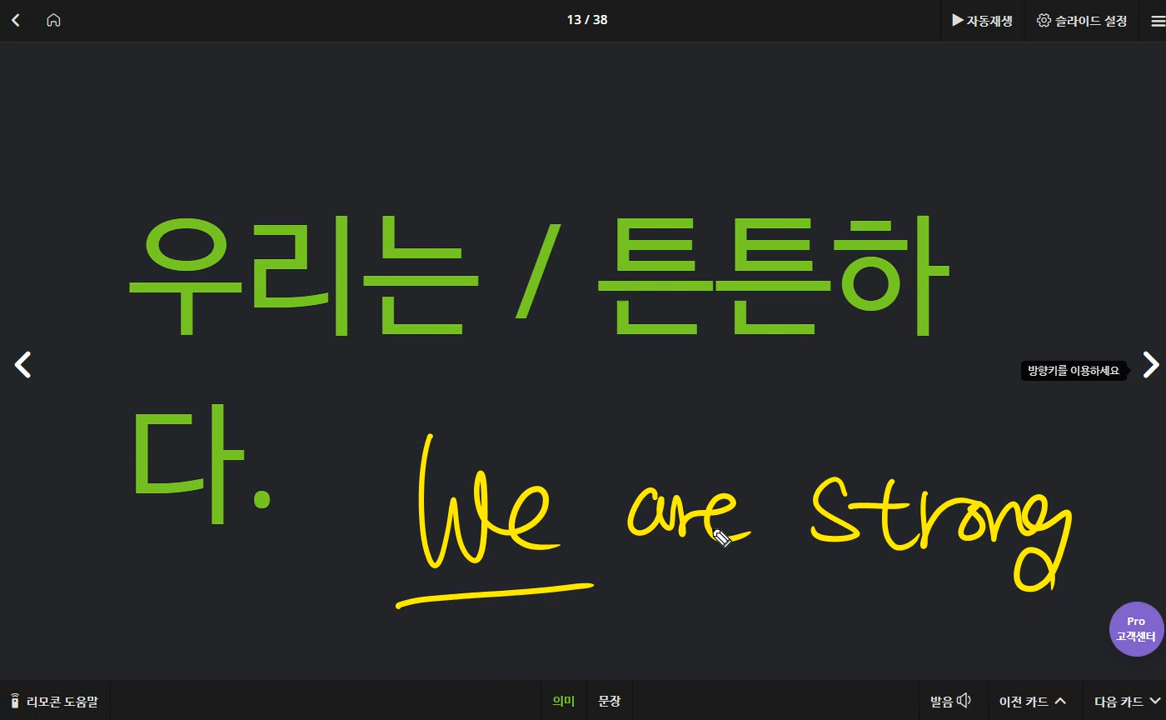 13 / 38
자동재생
슬라이드 설정
우리는 / 튼튼하
다.
방향키를 이용하세요
We are strong
Pro
고객센터
리모콘 도움말
의미
문장
발음
이전 카드
다음 카드